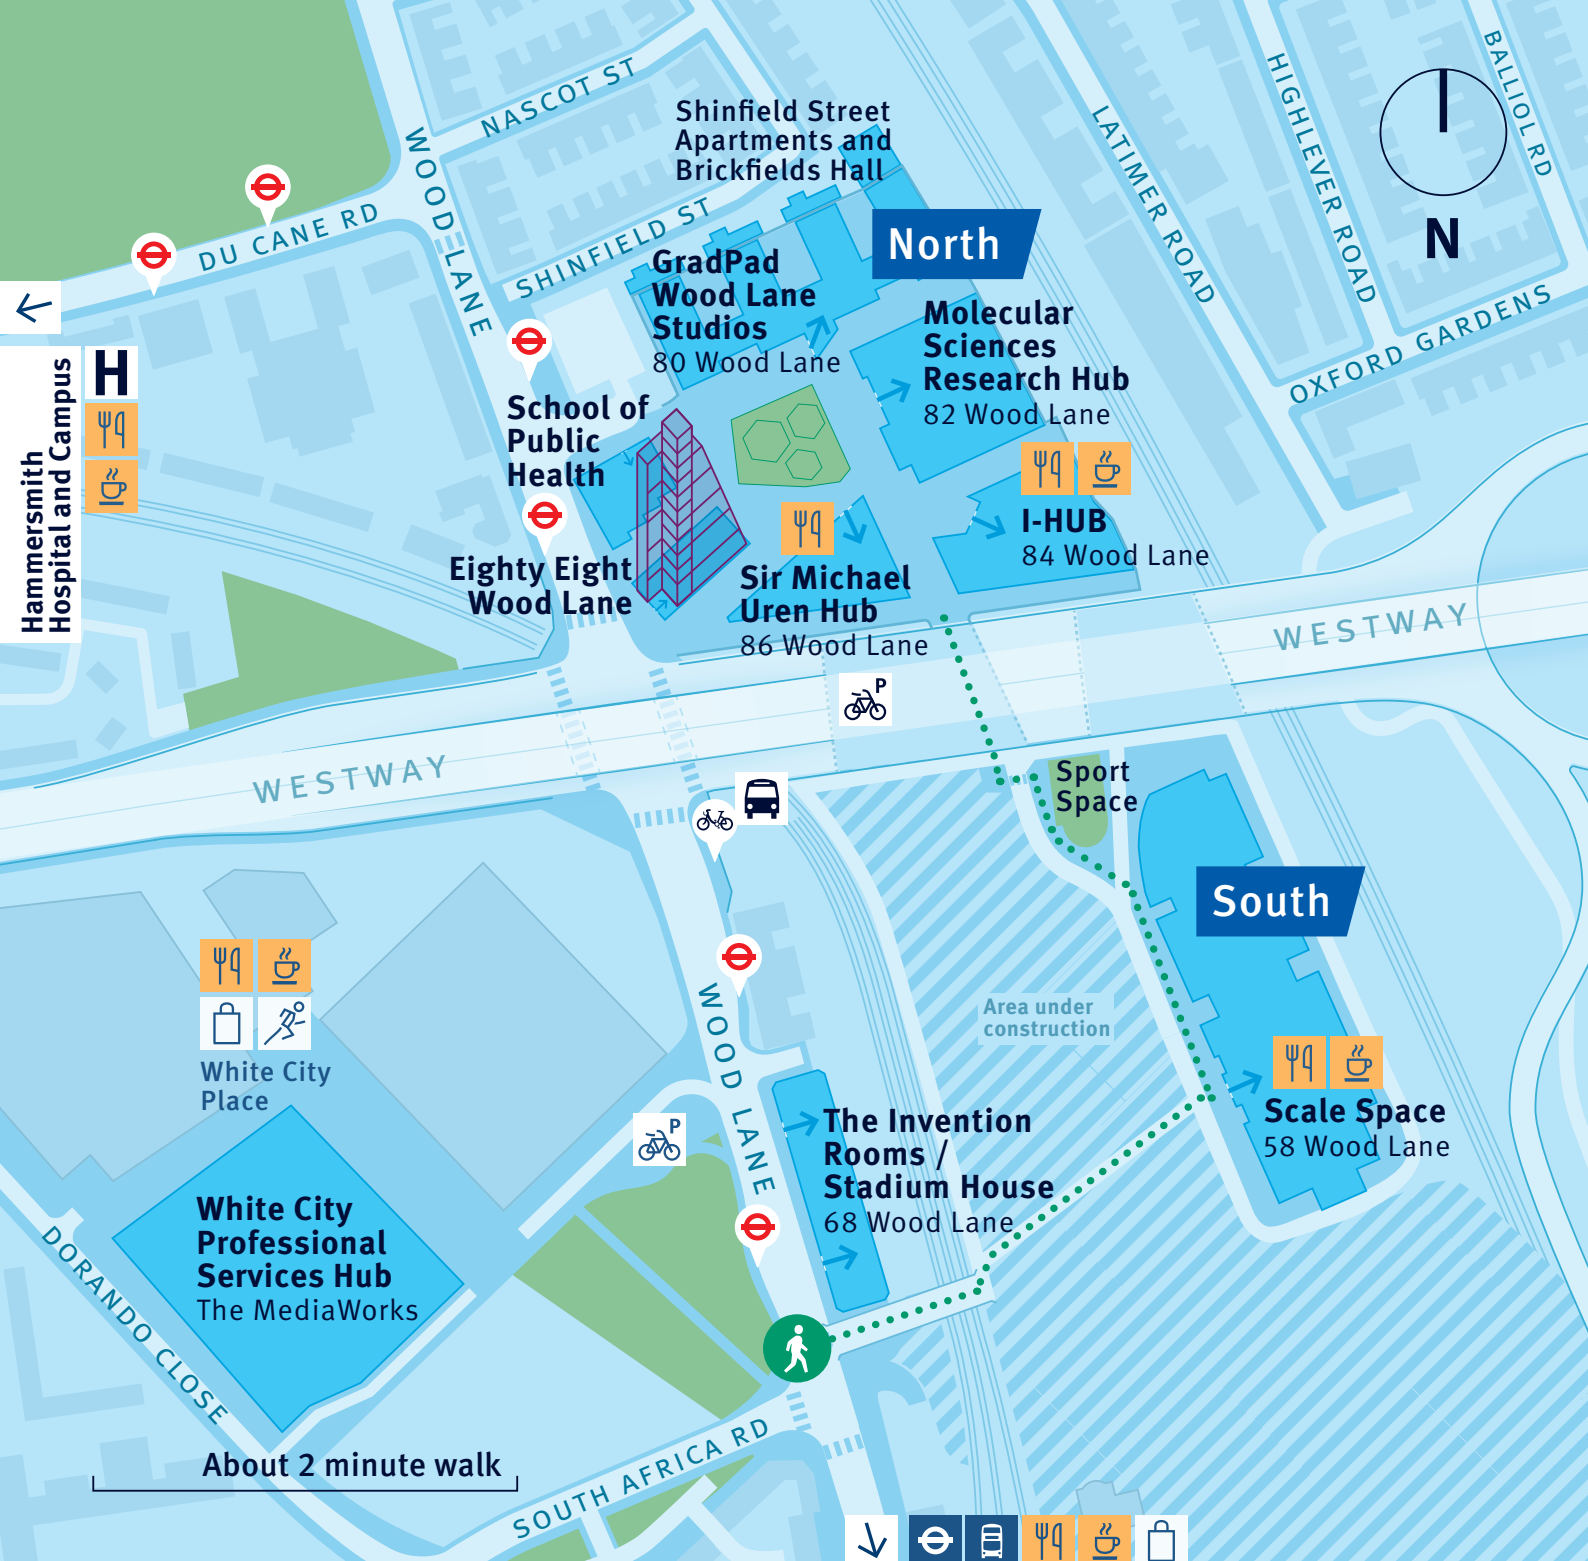 NASCOT ST
WOOD LANE
DU CANE RD
SHINFIELD ST
Shinfield Street
Apartments and
Brickfields Hall
North
LATIMER ROAD
HIGHLEVER ROAD
BALLIOL RD
N
OXFORD GARDENS
GradPad
Wood Lane
Studios
80 Wood Lane
Molecular
Sciences
Research Hub
82 Wood Lane
H
Hammersmith
Hospital and Campus
School of
Public
Health
Eighty Eight
Wood Lane
Sir Michael
Uren Hub
86 Wood Lane
I-HUB
84 Wood Lane
WESTWAY
P
WESTWAY
Sport
Space
South
Area under
construction
White City
Place
WOOD LANE
P
Scale Space
58 Wood Lane
The Invention
Rooms /
Stadium House
68 Wood Lane
White City
Professional
Services Hub
The MediaWorks
DORANDO CLOSE
About 2 minute walk
SOUTH AFRICA RD